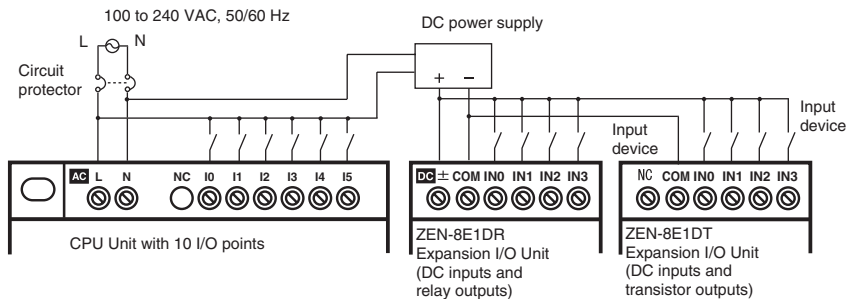 100 to 240 VAC, 50/60 Hz
L N
Circuit
protector
DC power supply
+ −
Input
device
Input
device
AC L N NC I0 I1 I2 I3 I4 I5
DC ± COM IN0 IN1 IN2 IN3
NC COM IN0 IN1 IN2 IN3
CPU Unit with 10 I/O points
ZEN-8E1DR
Expansion I/O Unit
(DC inputs and
relay outputs)
ZEN-8E1DT
Expansion I/O Unit
(DC inputs and
transistor outputs)